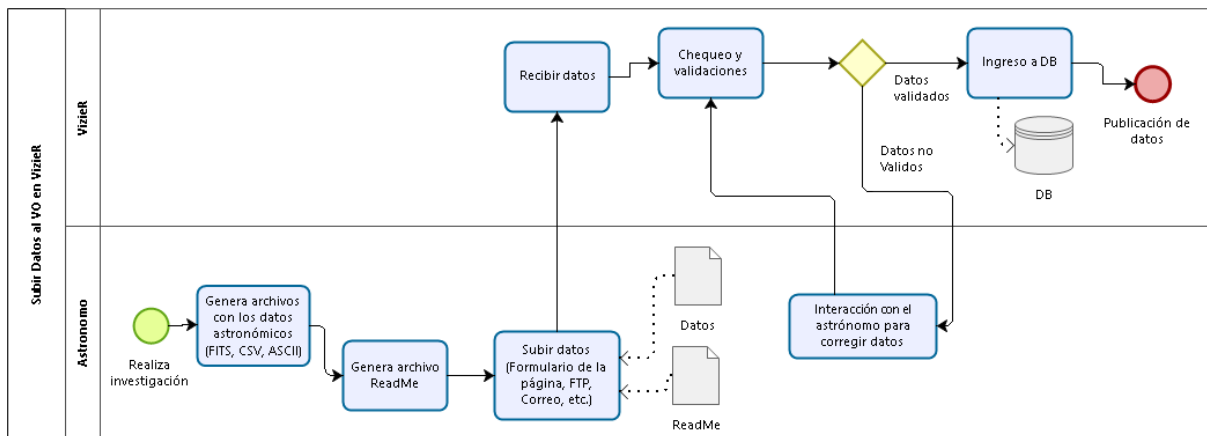 Subir Datos al VO en VizieR
VizieR
Recibir datos
Chequeo y
validaciones
Datos
validados
Datos no
Validos
Ingreso a DB
DB
Publicación de
datos
Astronomo
Realiza
investigación
Genera archivos
con los datos
astronómicos
(FITS, CSV, ASCII)
Genera archivo
ReadMe
Subir datos
(Formulario de la
página, FTP,
Correo, etc.)
Datos
ReadMe
Interacción con el
astrónomo para
corregir datos